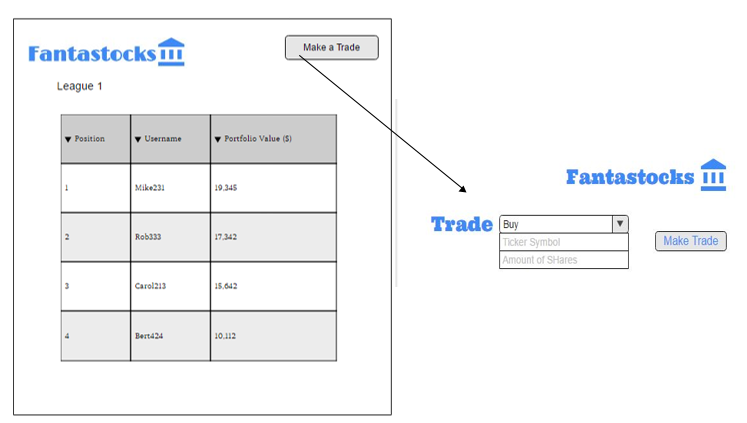 Fantastocks
Make a Trade
League 1
▼ Position ▼ Username ▼ Portfolio Value ($)
1 Mike231 19,345
2 Rob333 17,342
3 Carol213 15,642
4 Bert424 10,112
Fantastocks
Trade Buy ▼
Ticker Symbol
Make Trade
Amount of SHares